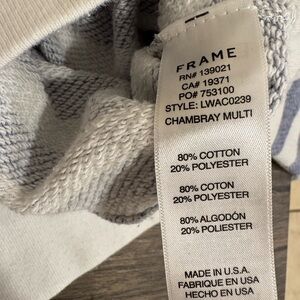 FRAME
RN# 139021
CA# 19371
PO# 753100
STYLE: LWAC0239
CHAMBRAY MULTI
80% COTTON
20% POLYESTER
80% COTON
20% POLYESTER
80% ALGODÓN
20% POLIESTER
MADE IN U.S.A.
FABRIQUE EN USA
HECHO EN USA